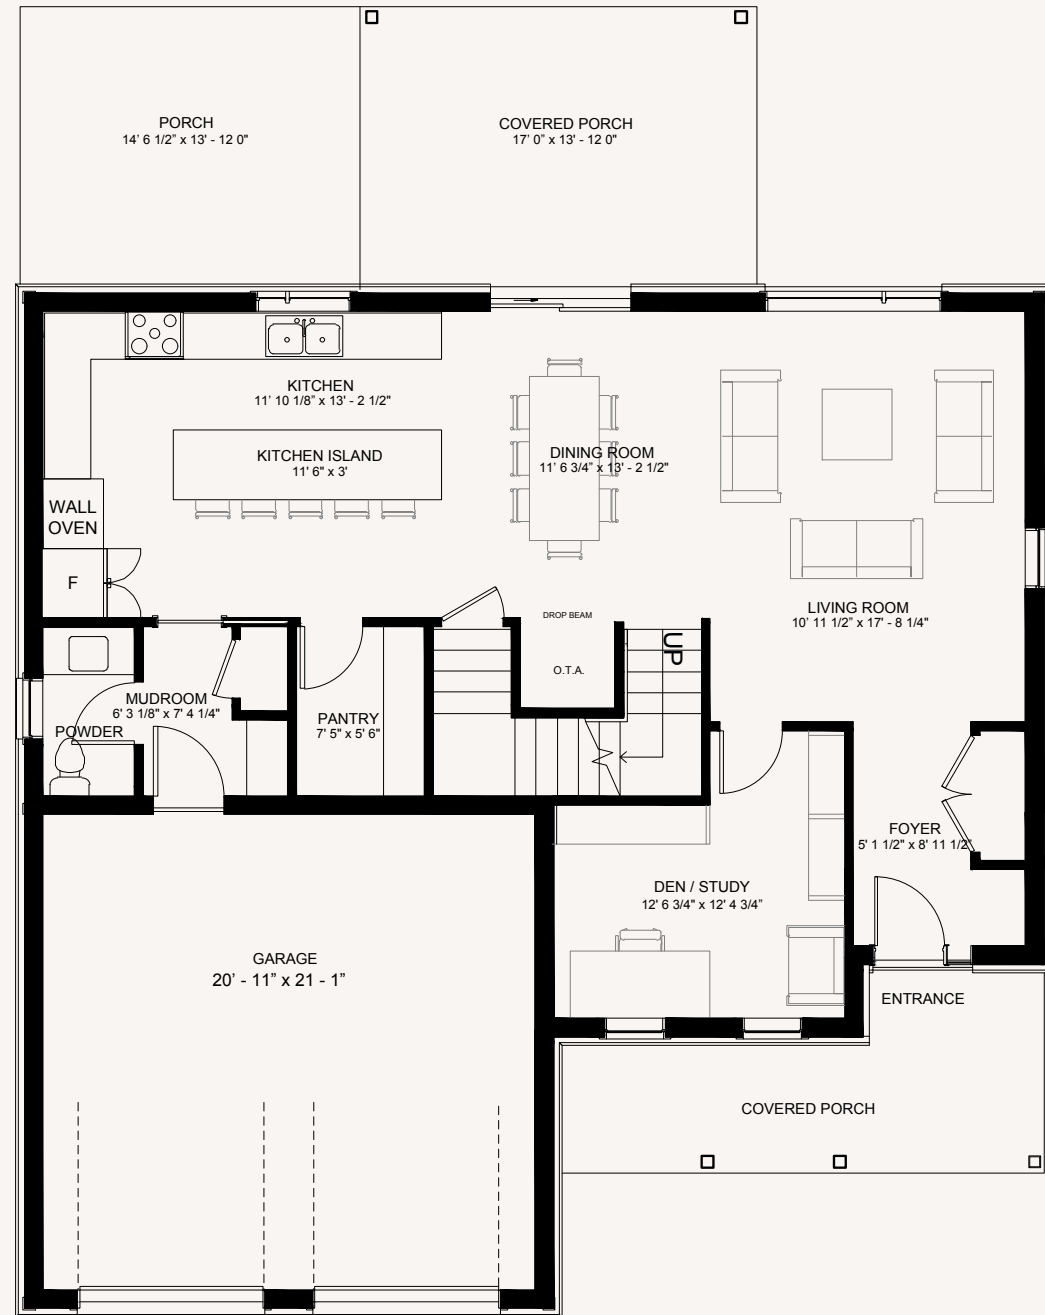 PORCH
14' 6 1/2" x 13' - 12 0"
COVERED PORCH
17' 0" x 13' - 12 0"
KITCHEN
11' 10 1/8" x 13' - 2 1/2"
KITCHEN ISLAND
11' 6" x 3'
DINING ROOM
11' 6 3/4" x 13' - 2 1/2"
WALL
OVEN
F
DROP BEAM
O.T.A.
UP
LIVING ROOM
10' 11 1/2" x 17' - 8 1/4"
MUDROOM
6' 3 1/8" x 7' 4 1/4"
POWDER
PANTRY
7' 5" x 5' 6"
FOYER
5' 1 1/2" x 8' 11 1/2"
DEN / STUDY
12' 6 3/4" x 12' 4 3/4"
GARAGE
20' - 11" x 21 - 1"
ENTRANCE
COVERED PORCH